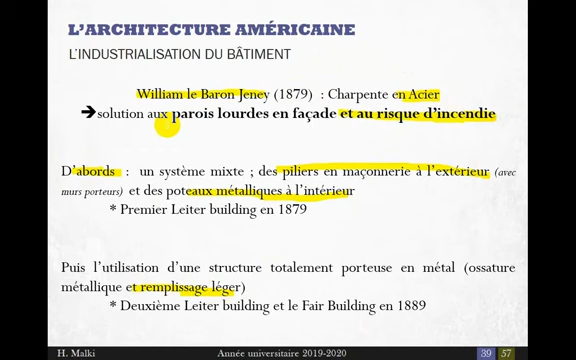 L'ARCHITECTURE AMÉRICAINE
L'INDUSTRIALISATION DU BÂTIMENT
William le Baron Jeney (1879) : Charpente en Acier
➔solution aux parois lourdes en façade et au risque d'incendie
D'abords : un système mixte ; des piliers en maçonnerie à l'extérieur (avec
murs porteurs) et des poteaux métalliques à l'intérieur
* Premier Leiter building en 1879
Puis l'utilisation d'une structure totalement porteuse en métal (ossature
métallique et remplissage léger)
* Deuxième Leiter building et le Fair Building en 1889
H. Malki Année universitaire 2019-2020 39 57